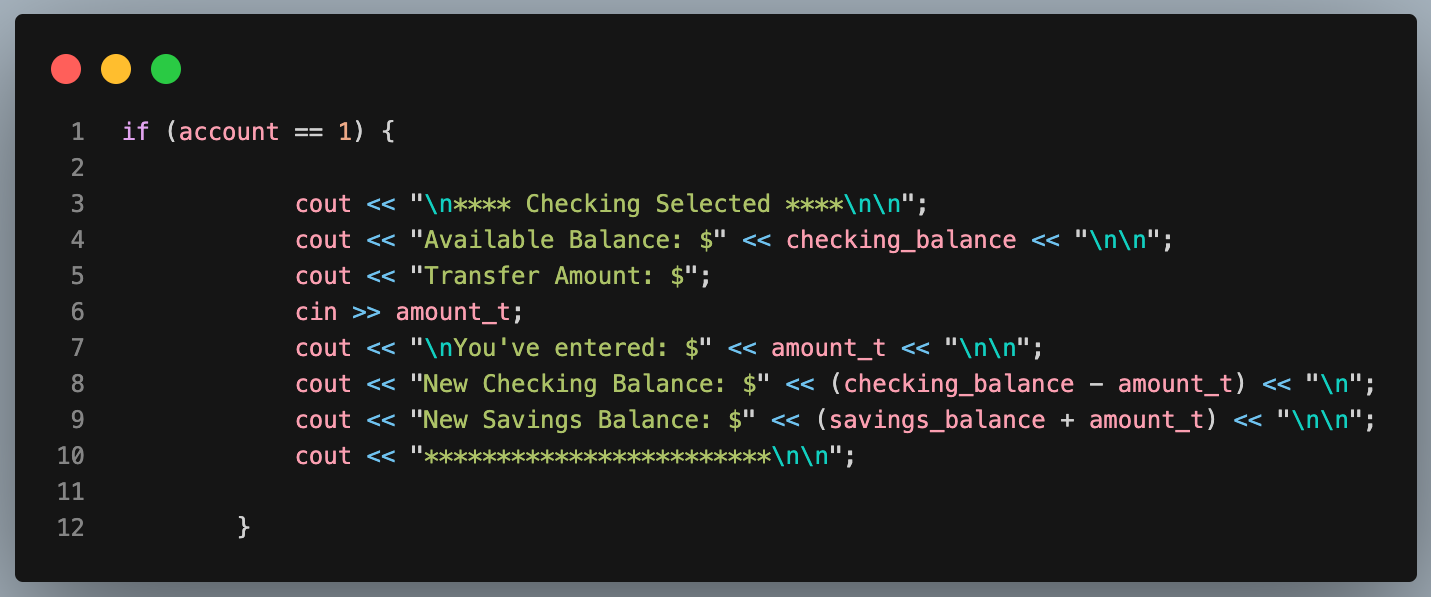 1 if (account == 1) {
2
3 cout << "\n**** Checking Selected ****\n\n";
4 cout << "Available Balance: $" << checking_balance << "\n\n";
5 cout << "Transfer Amount: $";
6 cin >> amount_t;
7 cout << "\nYou've entered: $" << amount_t << "\n\n";
8 cout << "New Checking Balance: $" << (checking_balance - amount_t) << "\n";
9 cout << "New Savings Balance: $" << (savings_balance + amount_t) << "\n\n";
10 cout << "************************\n\n";
11
12 }